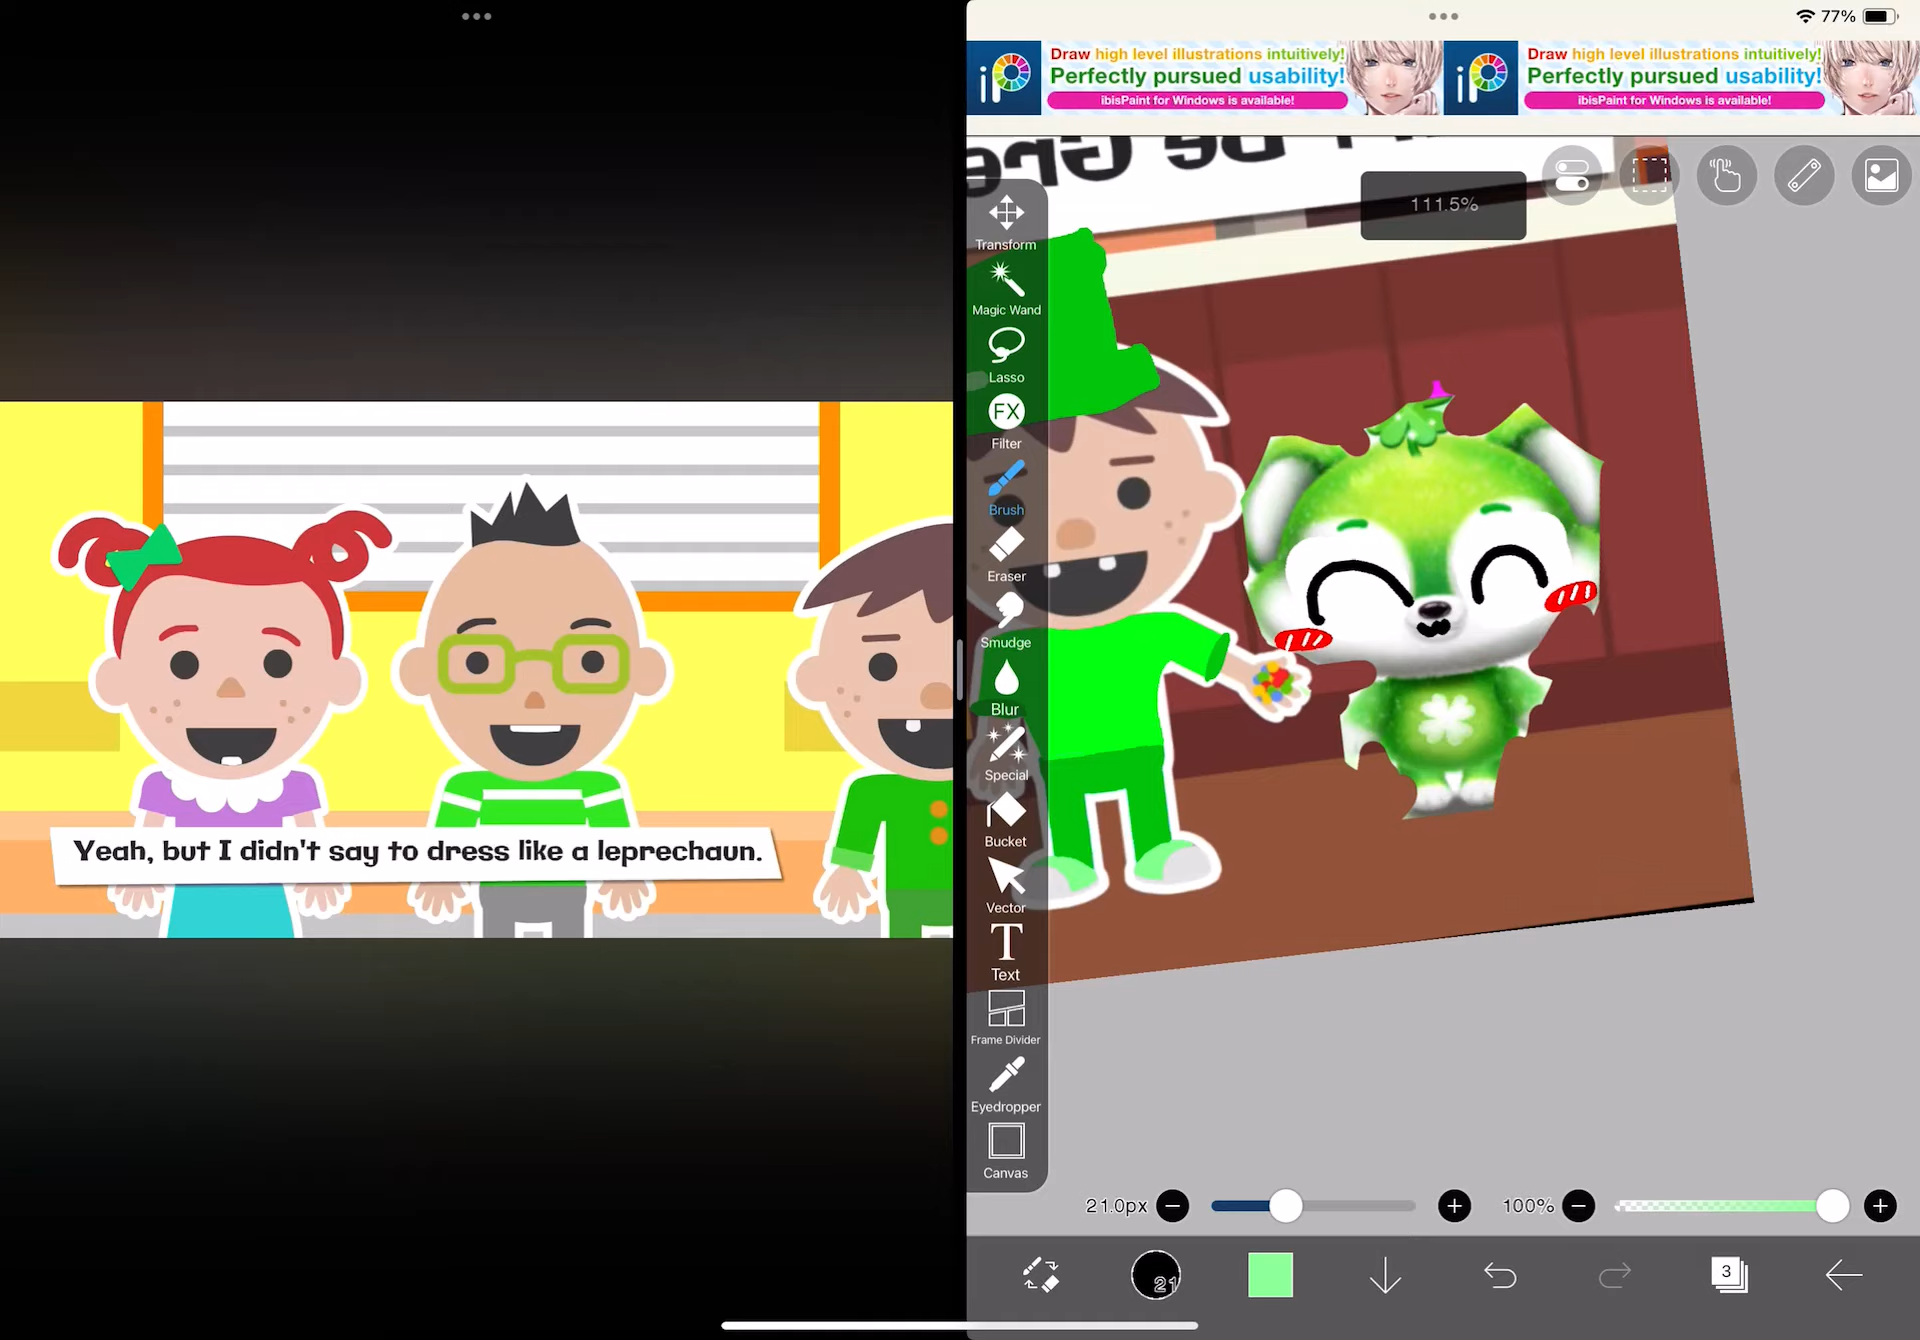 Yeah, but I didn't say to dress like a leprechaun.
77%
iP
Draw high level illustrations intuitively!
Perfectly pursued usability!
ibisPaint for Windows is available!
iP
Draw high level illustrations intuitively!
Perfectly pursued usability!
ibisPaint for Windows is available!
111.5%
Transform
Magic Wand
Lasso
FX
Filter
Brush
Eraser
Smudge
Blur
Special
Bucket
Vector
T
Text
Frame Divider
Eyedropper
Canvas
21.0px
100%
21
3